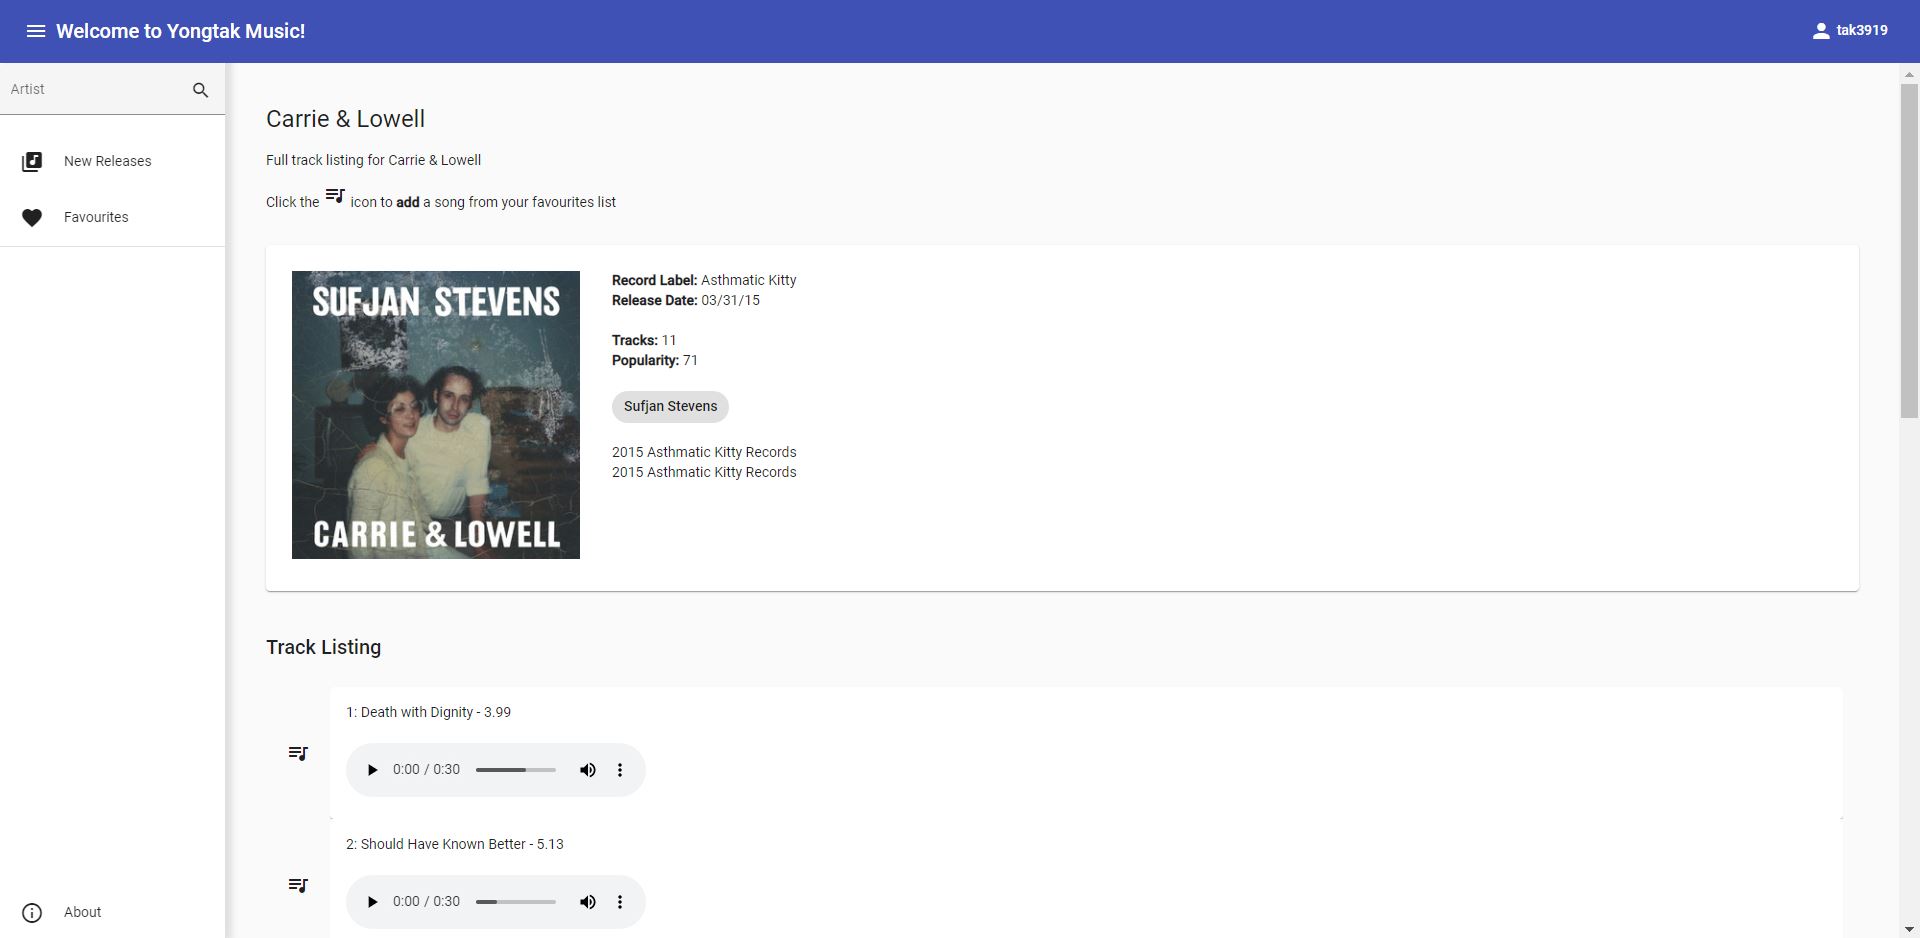 Welcome to Yongtak Music!
tak3919
Artist
New Releases
Favourites
About
Carrie & Lowell
Full track listing for Carrie & Lowell
Click the icon to add a song from your favourites list
SUFJAN STEVENS
CARRIE & LOWELL
Record Label: Asthmatic Kitty
Release Date: 03/31/15
Tracks: 11
Popularity: 71
Sufjan Stevens
2015 Asthmatic Kitty Records
2015 Asthmatic Kitty Records
Track Listing
1: Death with Dignity - 3.99
0:00 / 0:30
2: Should Have Known Better - 5.13
0:00 / 0:30